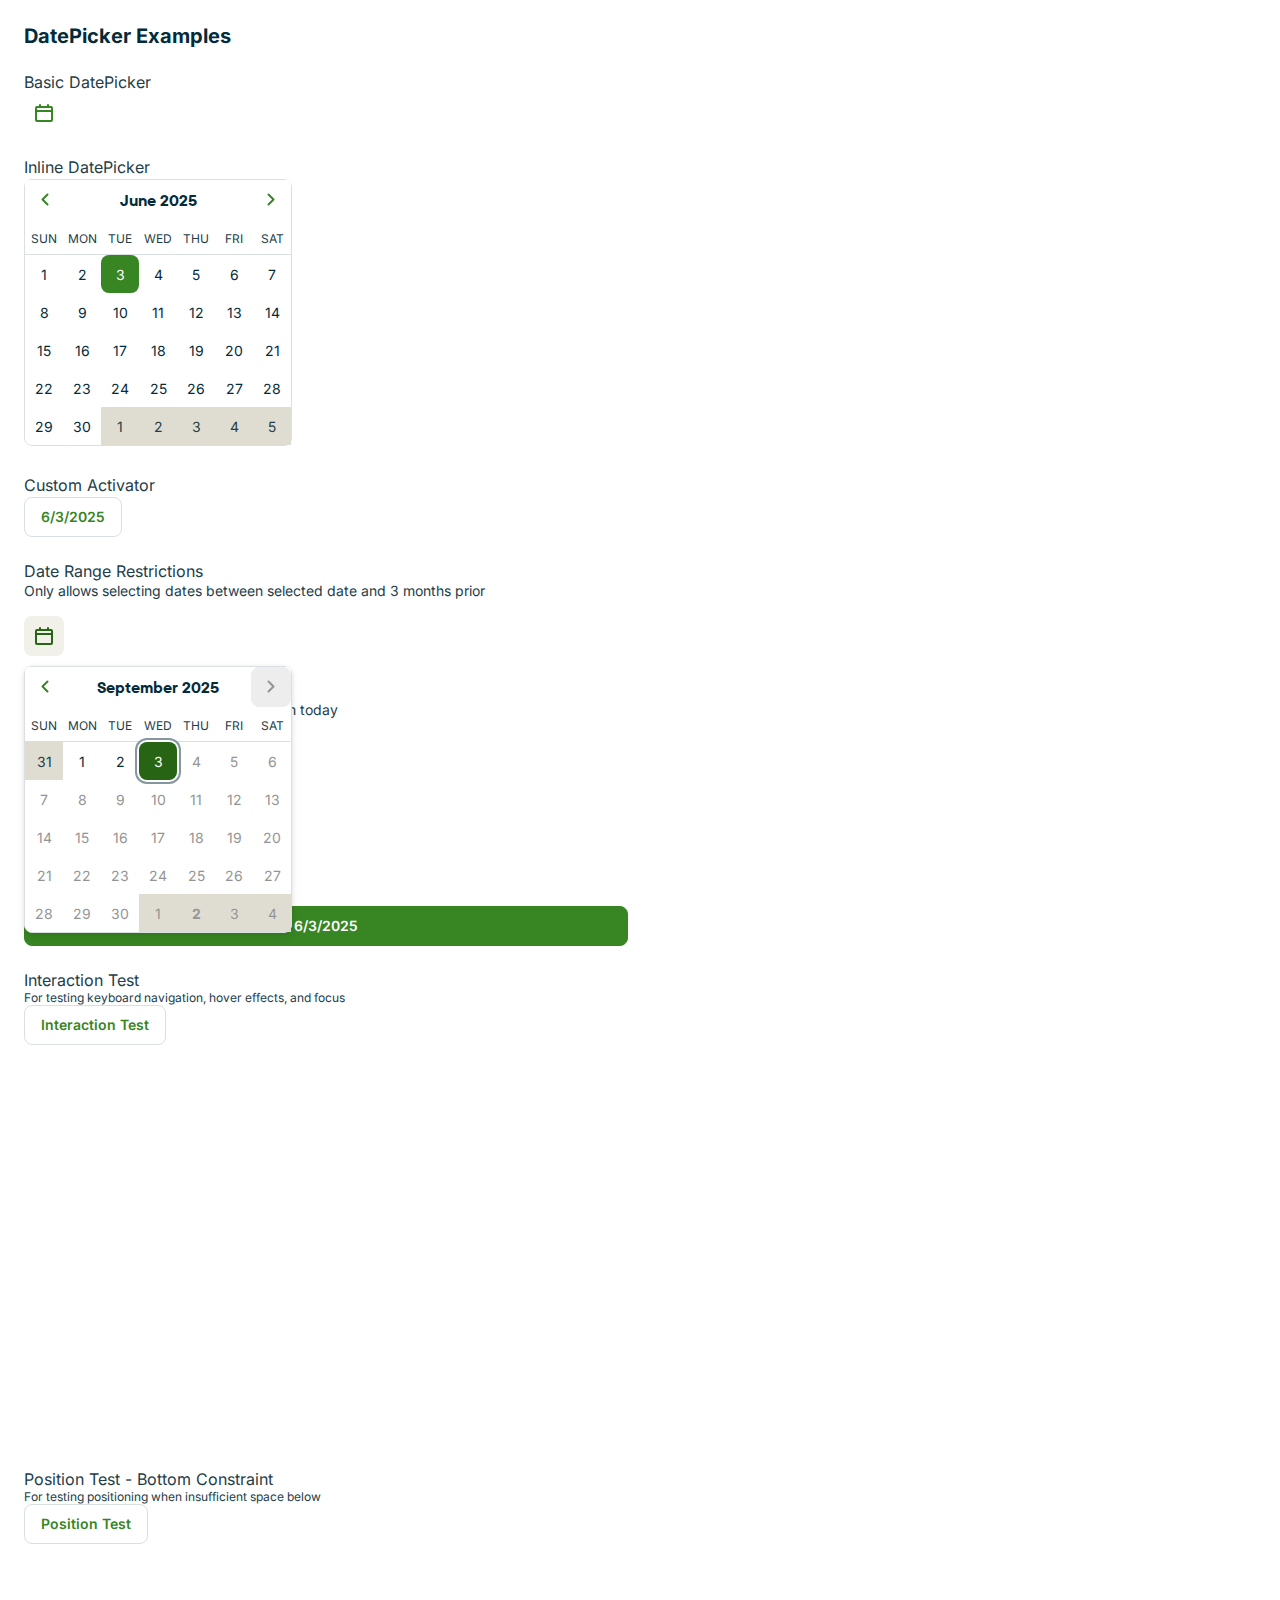 DatePicker Examples
Basic DatePicker
Inline DatePicker
June 2025
SUN MON TUE WED THU FRI SAT
1 2 3 4 5 6 7
8 9 10 11 12 13 14
15 16 17 18 19 20 21
22 23 24 25 26 27 28
29 30 1 2 3 4 5
Custom Activator
6/3/2025
Date Range Restrictions
Only allows selecting dates between selected date and 3 months prior
September 2025
today
SUN MON TUE WED THU FRI SAT
31 1 2 3 4 5 6
7 8 9 10 11 12 13
14 15 16 17 18 19 20
21 22 23 24 25 26 27
28 29 30 1 2 3 4
6/3/2025
Interaction Test
For testing keyboard navigation, hover effects, and focus
Interaction Test
Position Test - Bottom Constraint
For testing positioning when insufficient space below
Position Test